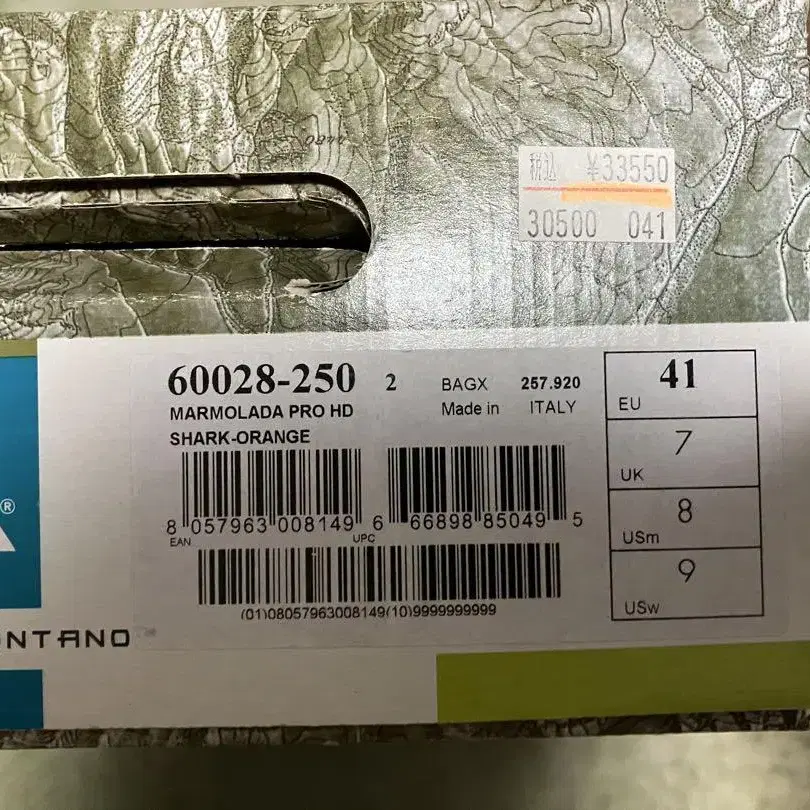 税込 ¥33550
30500 041
60028-250 2
MARMOLADA PRO HD
SHARK-ORANGE
BAGX 257.920
Made in ITALY
41
EU
7
UK
8
USm
9
USw
8 057963 008149
EAN
6 66898 85049 5
UPC
(01)08057963008149(10)9999999999
®
NTANO